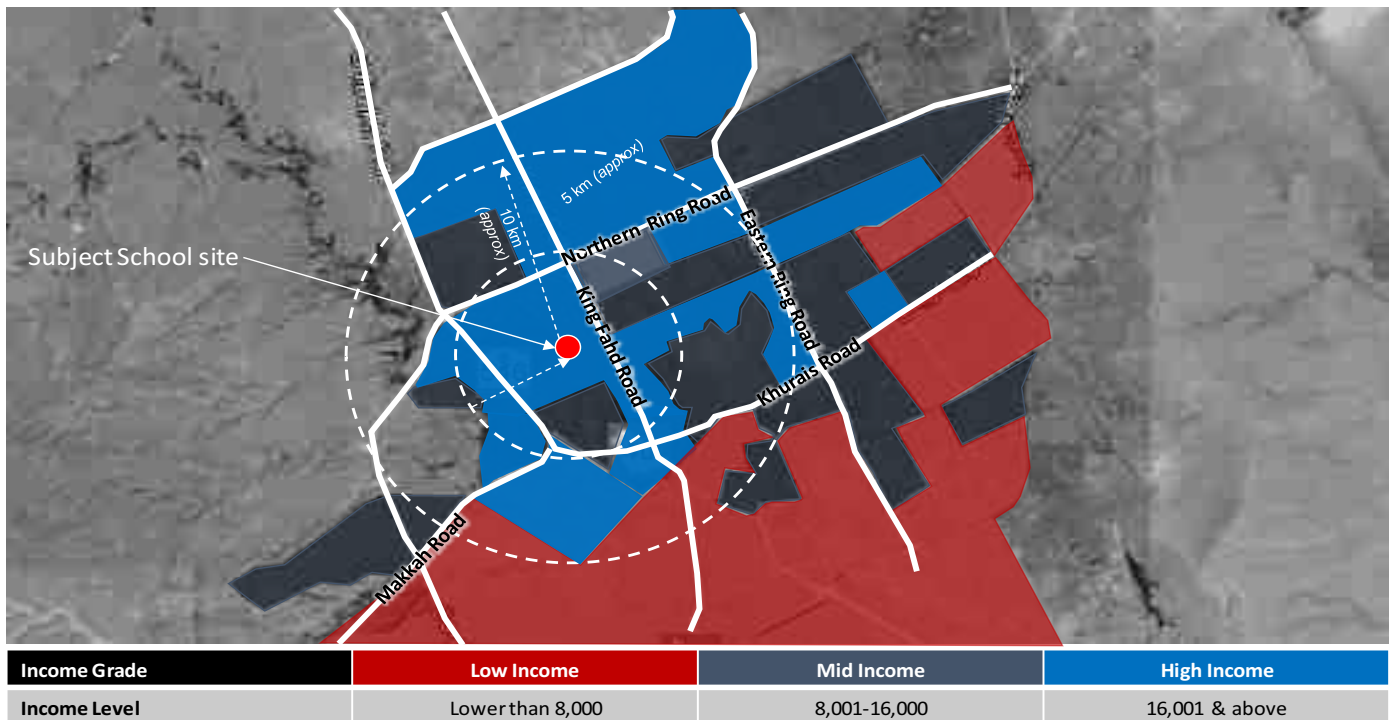 5 km (approx)
10 km
(approx)
Northern Ring Road
Subject School site
Eastern Ring Road
King Fahd Road
Khurais Road
Makkah Road
Income Grade Low Income Mid Income High Income
Income Level Lower than 8,000 8,001-16,000 16,001 & above